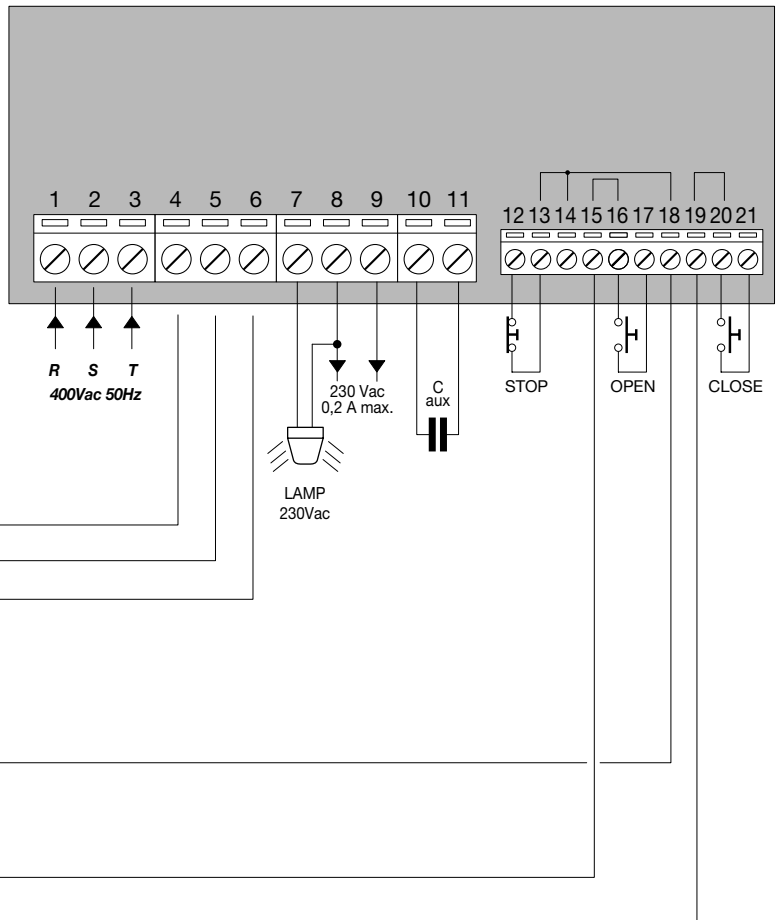 1 2 3 4 5 6 7 8 9 10 11
12 13 14 15 16 17 18 19 20 21
R S T
400Vac 50Hz
230 Vac
0,2 A max.
C
aux
STOP
OPEN
CLOSE
LAMP
230Vac